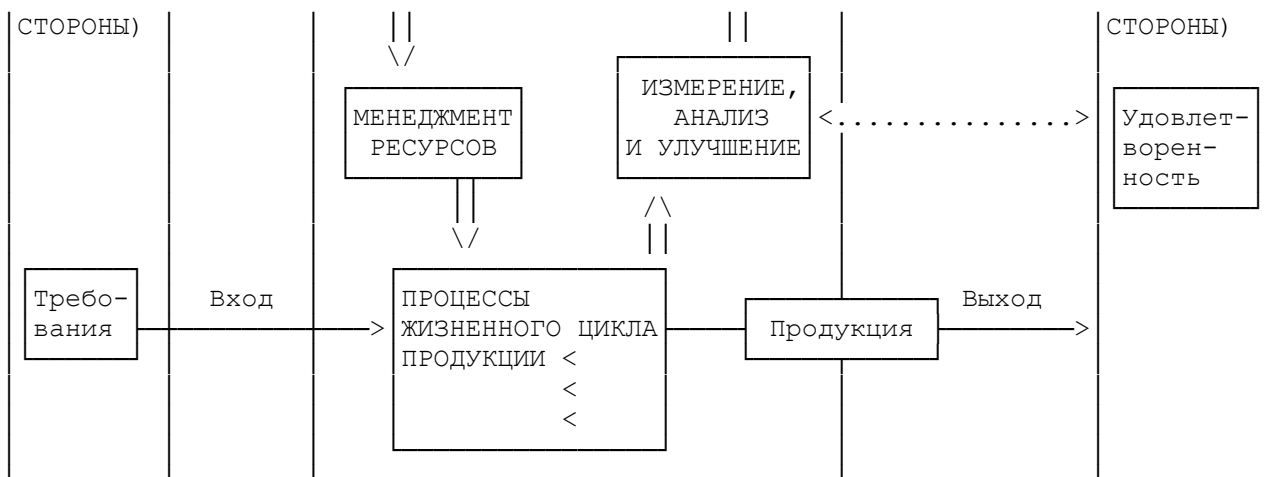 СТОРОНЫ)
СТОРОНЫ)
МЕНЕДЖМЕНТ
РЕСУРСОВ
ИЗМЕРЕНИЕ,
АНАЛИЗ
И УЛУЧШЕНИЕ
<...............>
Удовлет-
ворен-
ность
Требо-
вания
Вход
ПРОЦЕССЫ
ЖИЗНЕННОГО ЦИКЛА
ПРОДУКЦИИ <
<
<
Продукция
Выход